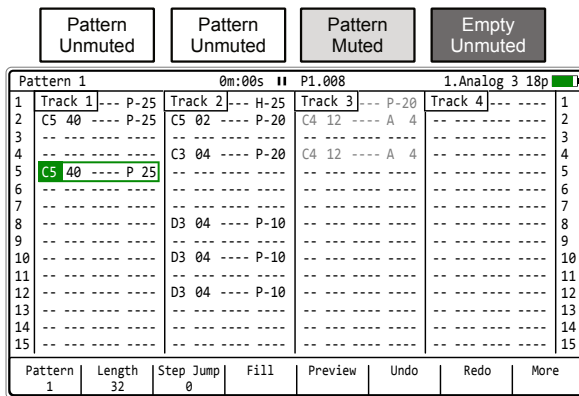 Pattern Unmuted Pattern Unmuted Pattern Muted Empty Unmuted
Pattern 1 0m:00s II P1.008 1.Analog 3 18p
1 Track 1 --- P-25 Track 2 --- H-25 Track 3 --- P-20 Track 4 --- ---- 1
2 C5 40 ---- P-25 C5 02 ---- P-20 C4 12 ---- A 4 -- --- ---- ---- 2
3 -- --- ---- ---- -- --- ---- ---- -- --- ---- ---- -- --- ---- ---- 3
4 -- --- ---- ---- C3 04 ---- P-20 C4 12 ---- A 4 -- --- ---- ---- 4
5 C5 40 P 25 -- --- ---- ---- -- --- ---- ---- -- --- ---- ---- 5
6 -- --- ---- ---- -- --- ---- ---- -- --- ---- ---- -- --- ---- ---- 6
7 -- --- ---- ---- -- --- ---- ---- -- --- ---- ---- -- --- ---- ---- 7
8 -- --- ---- ---- D3 04 ---- P-10 -- --- ---- ---- -- --- ---- ---- 8
9 -- --- ---- ---- -- --- ---- ---- -- --- ---- ---- -- --- ---- ---- 9
10 -- --- ---- ---- D3 04 ---- P-10 -- --- ---- ---- -- --- ---- ---- 10
11 -- --- ---- ---- -- --- ---- ---- -- --- ---- ---- -- --- ---- ---- 11
12 -- --- ---- ---- D3 04 ---- P-10 -- --- ---- ---- -- --- ---- ---- 12
13 -- --- ---- ---- -- --- ---- ---- -- --- ---- ---- -- --- ---- ---- 13
14 -- --- ---- ---- -- --- ---- ---- -- --- ---- ---- -- --- ---- ---- 14
15 -- --- ---- ---- -- --- ---- ---- -- --- ---- ---- -- --- ---- ---- 15
Pattern Length Step Jump Fill Preview Undo Redo More
1 32 0